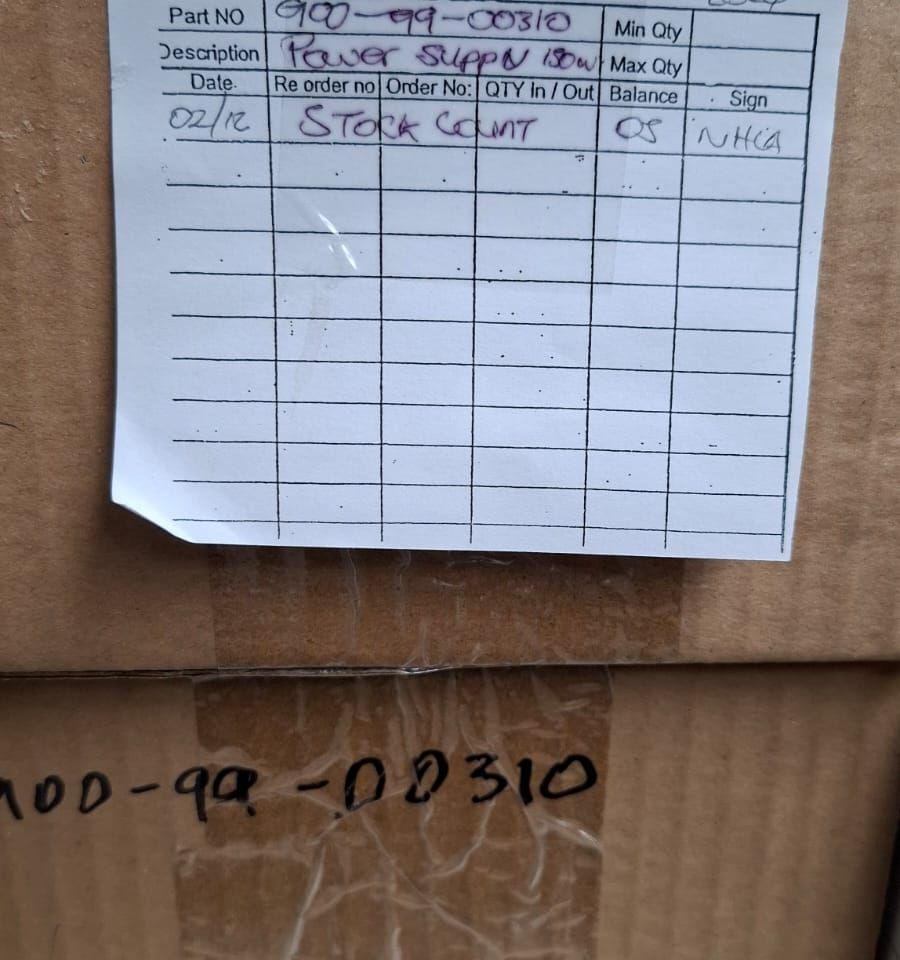 Part NO 900-99-00310 Min Qty
Description Power Supply 150w Max Qty
Date Re order no Order No: QTY In / Out Balance Sign
02/12 STOCK COUNT 05
900-99-00310